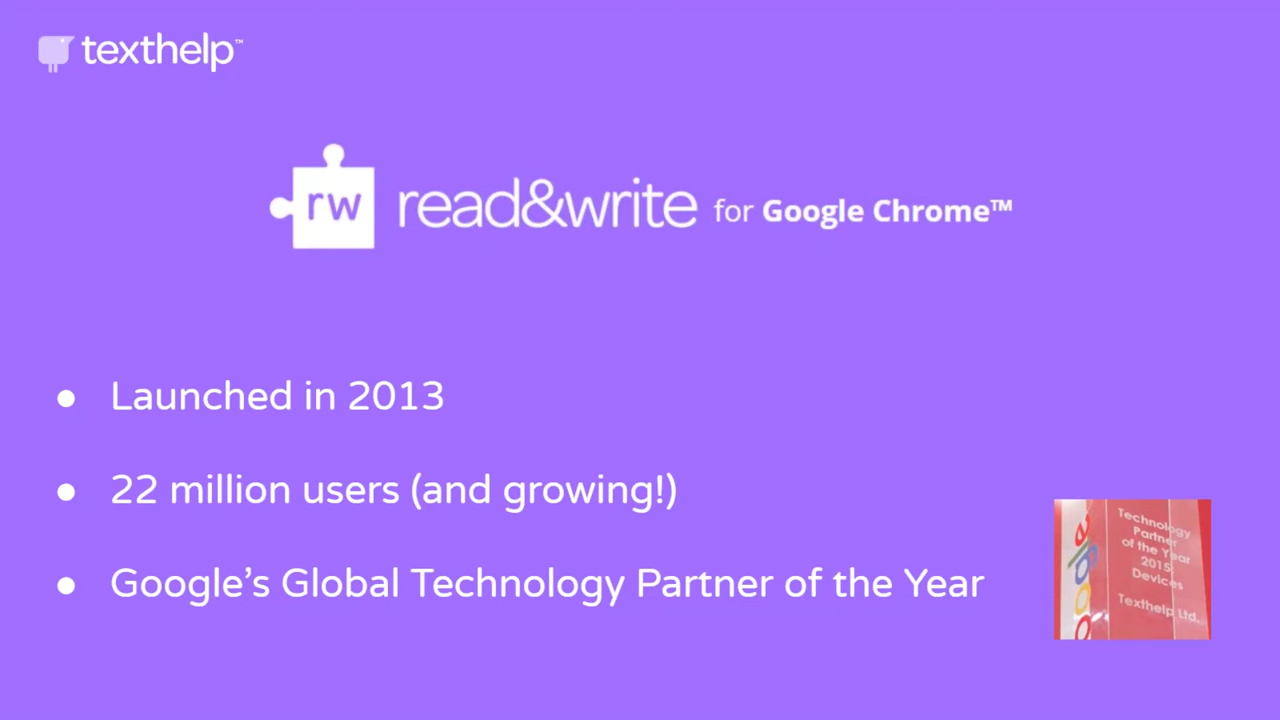 texthelp™
rw
read&write for Google Chrome™
● Launched in 2013
● 22 million users (and growing!)
● Google’s Global Technology Partner of the Year
Google
Technology
Partner
of the Year
2015
Devices
Texthelp Ltd.